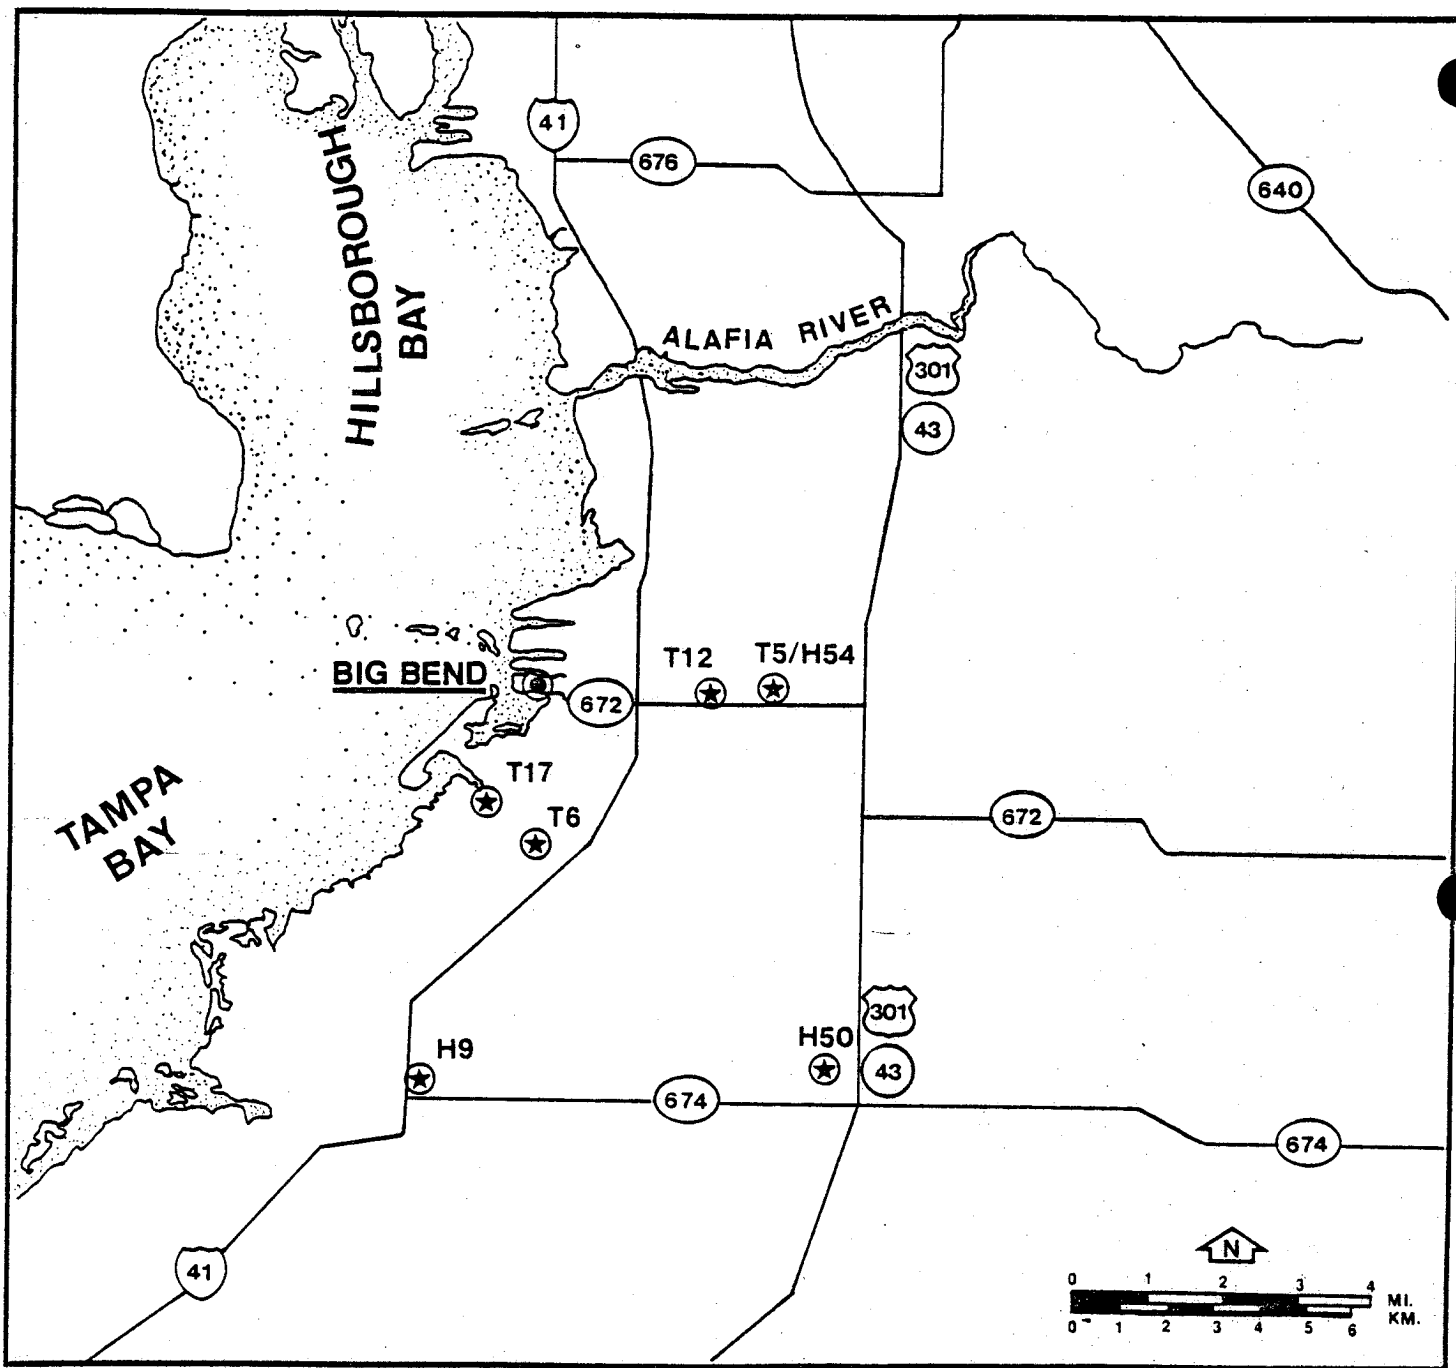 41
676
640
HILLSBOROUGH
BAY
ALAFIA RIVER
301
43
T12
T5/H54
BIG BEND
672
T17
T6
672
TAMPA
BAY
301
H50
H9
43
674
674
N
41
0 1 2 3 4
MI.
KM.
0 1 2 3 4 5 6